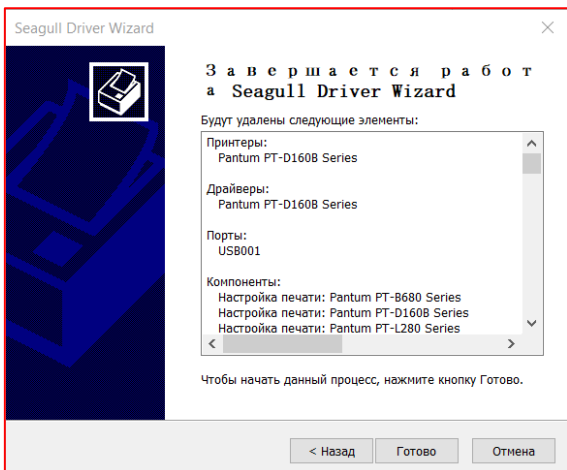 Seagull Driver Wizard
Завершается работ
а Seagull Driver Wizard
Будут удалены следующие элементы:
Принтеры:
Pantum PT-D160B Series
Драйверы:
Pantum PT-D160B Series
Порты:
USB001
Компоненты:
Настройка печати: Pantum PT-B680 Series
Настройка печати: Pantum PT-D160B Series
Настройка печати: Pantum PT-L280 Series
Чтобы начать данный процесс, нажмите кнопку Готово.
< Назад
Готово
Отмена